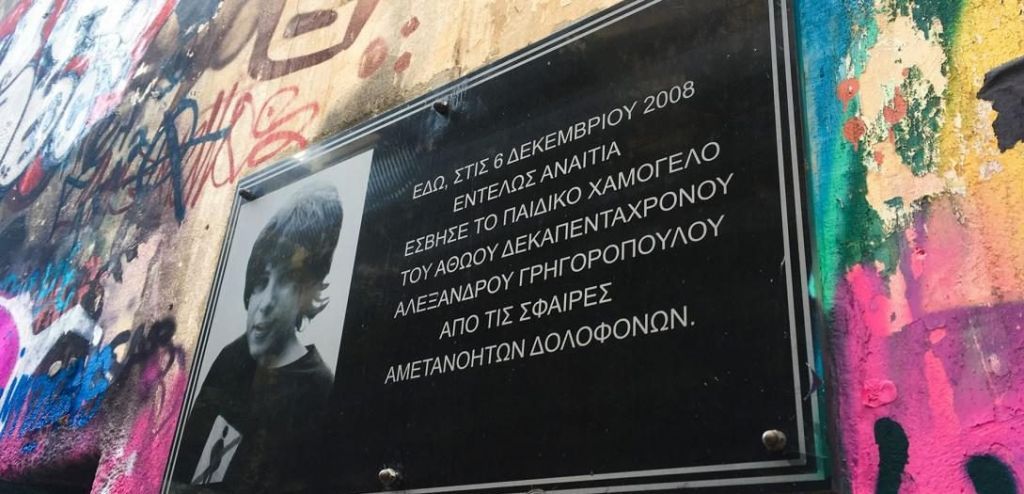 ΕΔΩ, ΣΤΙΣ 6 ΔΕΚΕΜΒΡΙΟΥ 2008
ΕΝΤΕΛΩΣ ΑΝΑΙΤΙΑ
ΕΣΒΗΣΕ ΤΟ ΠΑΙΔΙΚΟ ΧΑΜΟΓΕΛΟ
ΤΟΥ ΑΘΩΟΥ ΔΕΚΑΠΕΝΤΑΧΡΟΝΟΥ
ΑΛΕΞΑΝΔΡΟΥ ΓΡΗΓΟΡΟΠΟΥΛΟΥ
ΑΠΟ ΤΙΣ ΣΦΑΙΡΕΣ
ΑΜΕΤΑΝΟΗΤΩΝ ΔΟΛΟΦΟΝΩΝ.